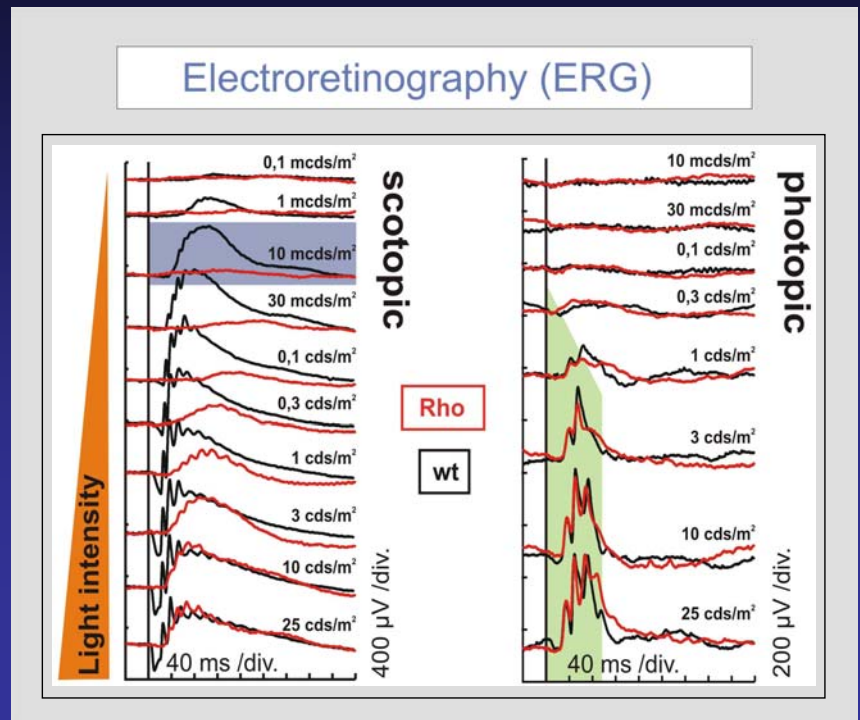 Electroretinography (ERG)
Light intensity
0,1 mcds/m²
1 mcds/m²
10 mcds/m²
30 mcds/m²
0,1 cds/m²
0,3 cds/m²
1 cds/m²
3 cds/m²
10 cds/m²
25 cds/m²
40 ms /div.
scotopic
400 µV /div.
Rho
wt
10 mcds/m²
30 mcds/m²
0,1 cds/m²
0,3 cds/m²
1 cds/m²
3 cds/m²
10 cds/m²
25 cds/m²
40 ms /div.
photopic
200 µV /div.